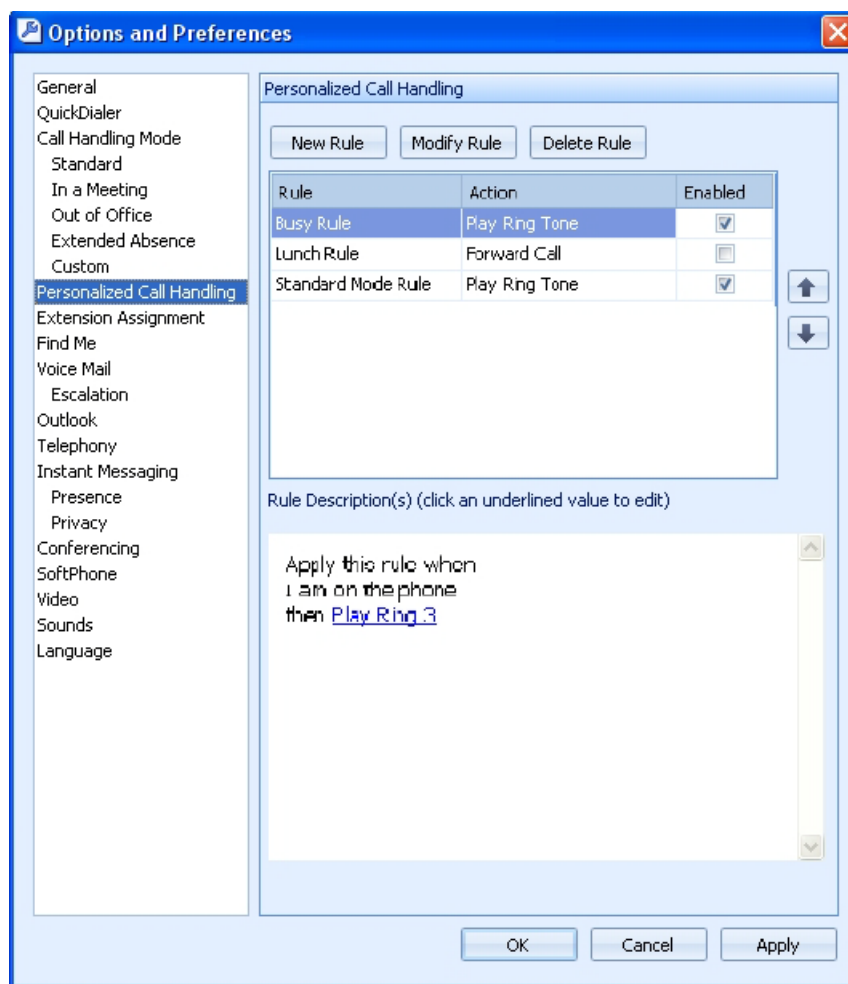 Options and Preferences
General
QuickDialer
Call Handling Mode
Standard
In a Meeting
Out of Office
Extended Absence
Custom
Personalized Call Handling
Extension Assignment
Find Me
Voice Mail
Escalation
Outlook
Telephony
Instant Messaging
Presence
Privacy
Conferencing
SoftPhone
Video
Sounds
Language
Personalized Call Handling
New Rule Modify Rule Delete Rule
Rule Action Enabled
Busy Rule Play Ring Tone
Lunch Rule Forward Call
Standard Mode Rule Play Ring Tone
Rule Description(s) (click an underlined value to edit)
Apply this rule when
I am on the phone
then Play Ring 3
OK Cancel Apply